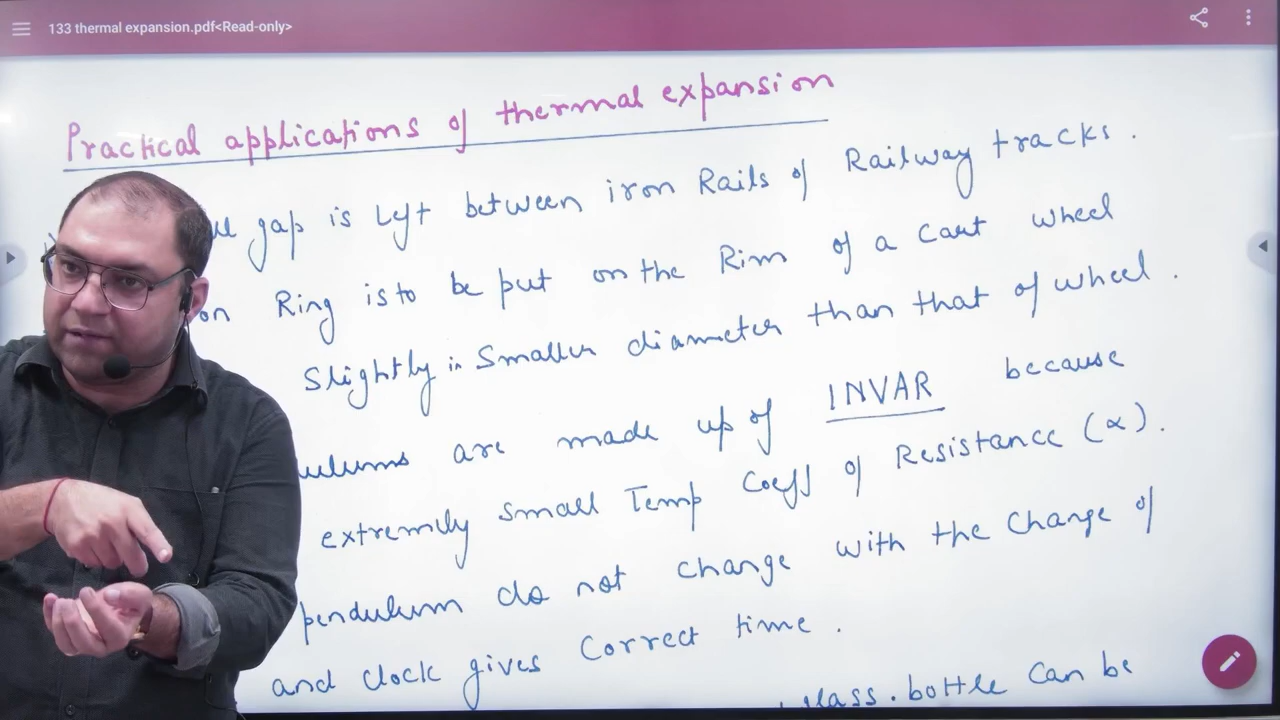 133 thermal expansion.pdf<Read-only>
Practical applications of thermal expansion
gap is Left between iron Rails of Railway tracks.
on Ring is to be put on the Rim of a cart wheel
Slightly in Smaller diameter than that of wheel.
ulums are made up of INVAR because
extremely small Temp Coeff of Resistance (α).
pendulum do not change with the Change of
and clock gives Correct time.
glass. bottle Can be